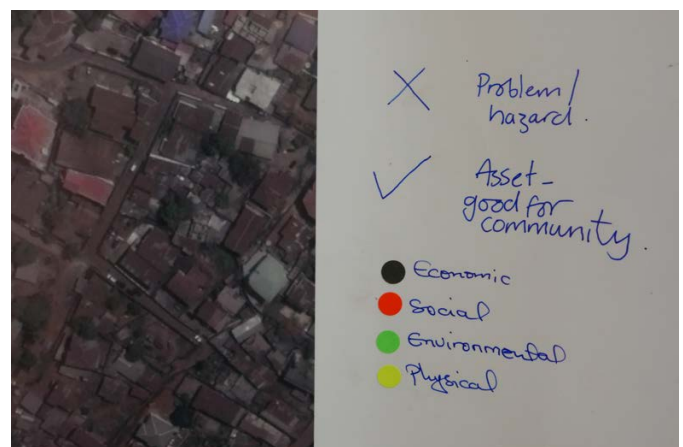 X Problem/
hazard.
✓ Asset-
good for
community.
Economic
Social
Environmental
Physical